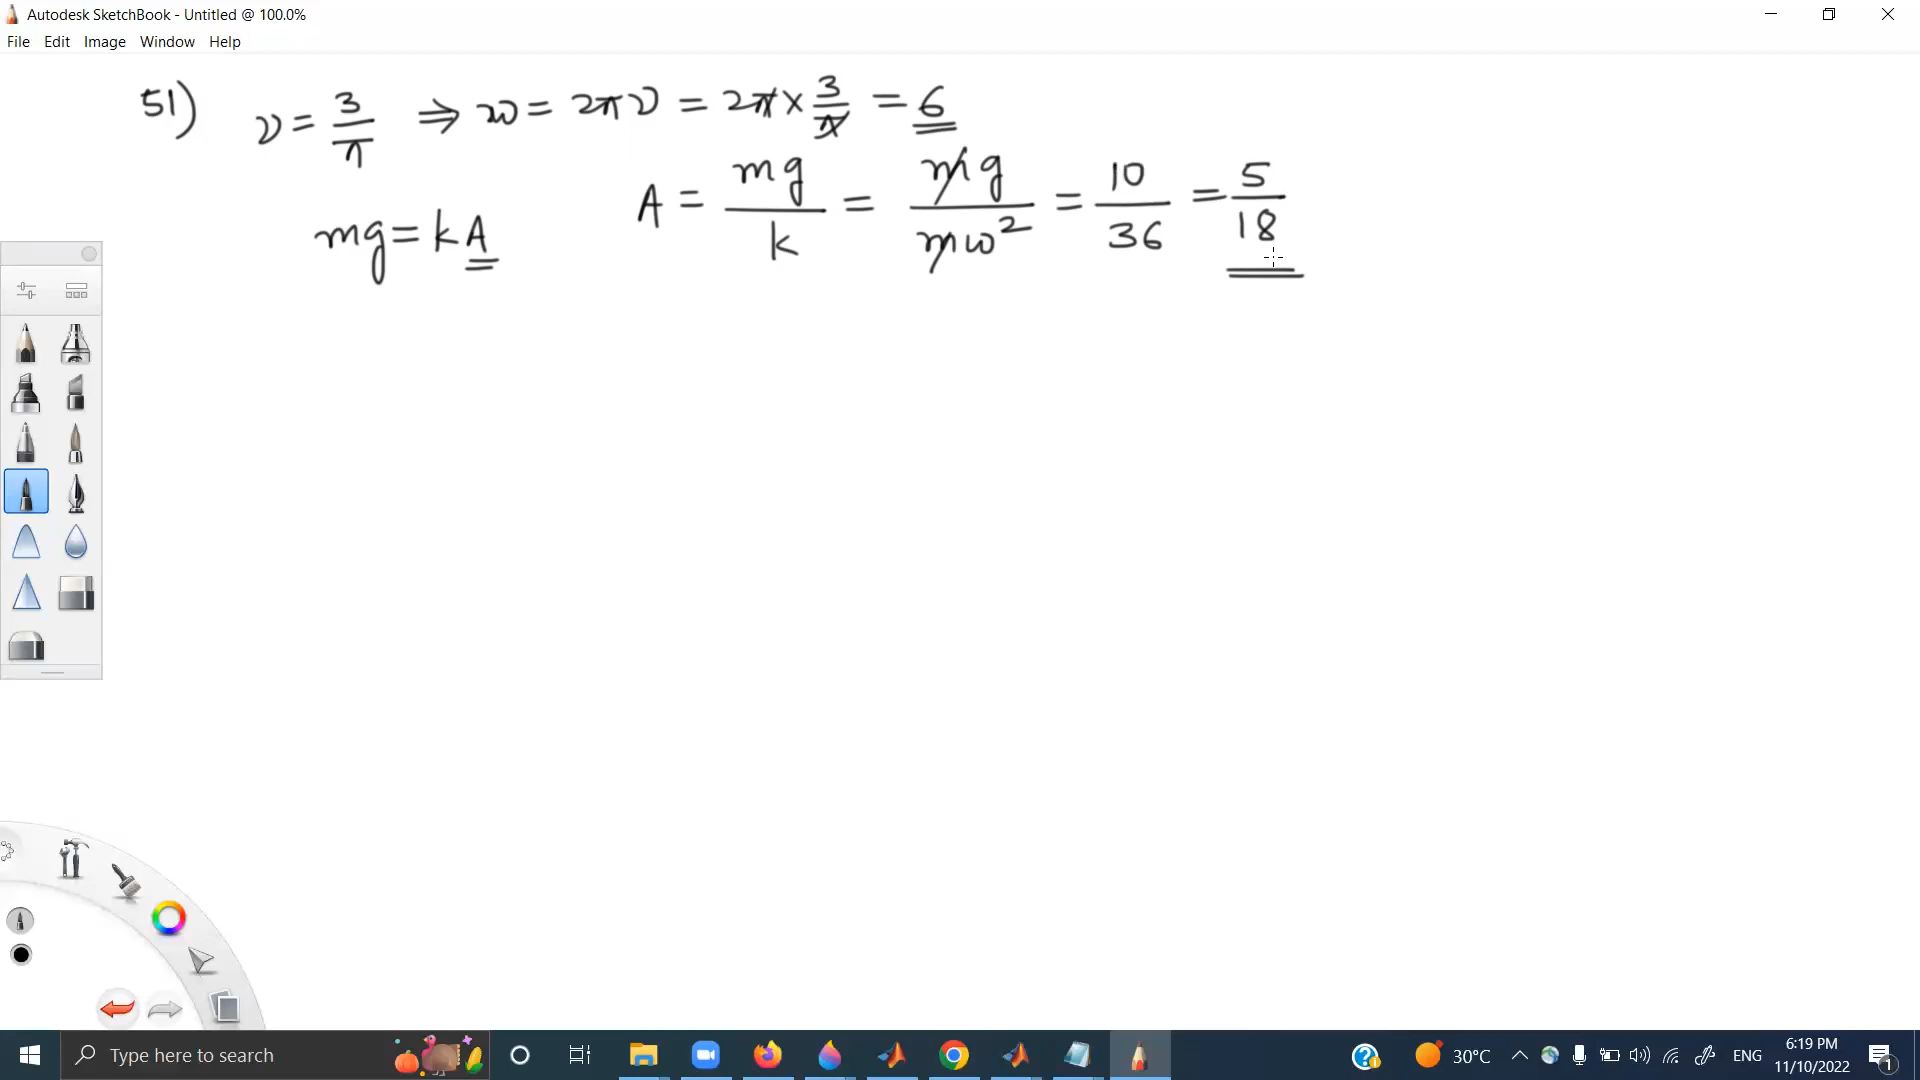 Autodesk SketchBook - Untitled @ 100.0%
File Edit Image Window Help
51) ν = 3/π ⇒ ω = 2πν = 2π × 3/π = 6
mg = kA
A = mg/k = mg/mω² = 10/36 = 5/18
Type here to search
30°C
ENG
6:19 PM
11/10/2022
1